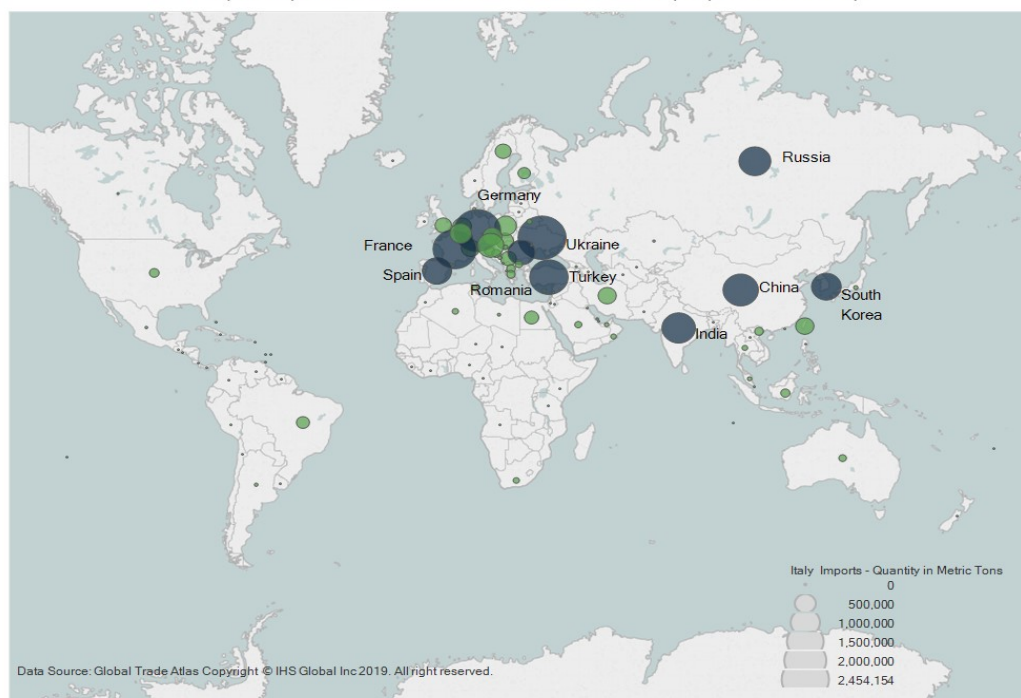 Russia
Germany
France
Ukraine
Spain
Turkey
Romania
China
South
Korea
India
Italy Imports - Quantity in Metric Tons
0
500,000
1,000,000
1,500,000
2,000,000
2,454,154
Data Source: Global Trade Atlas Copyright © IHS Global Inc 2019. All right reserved.